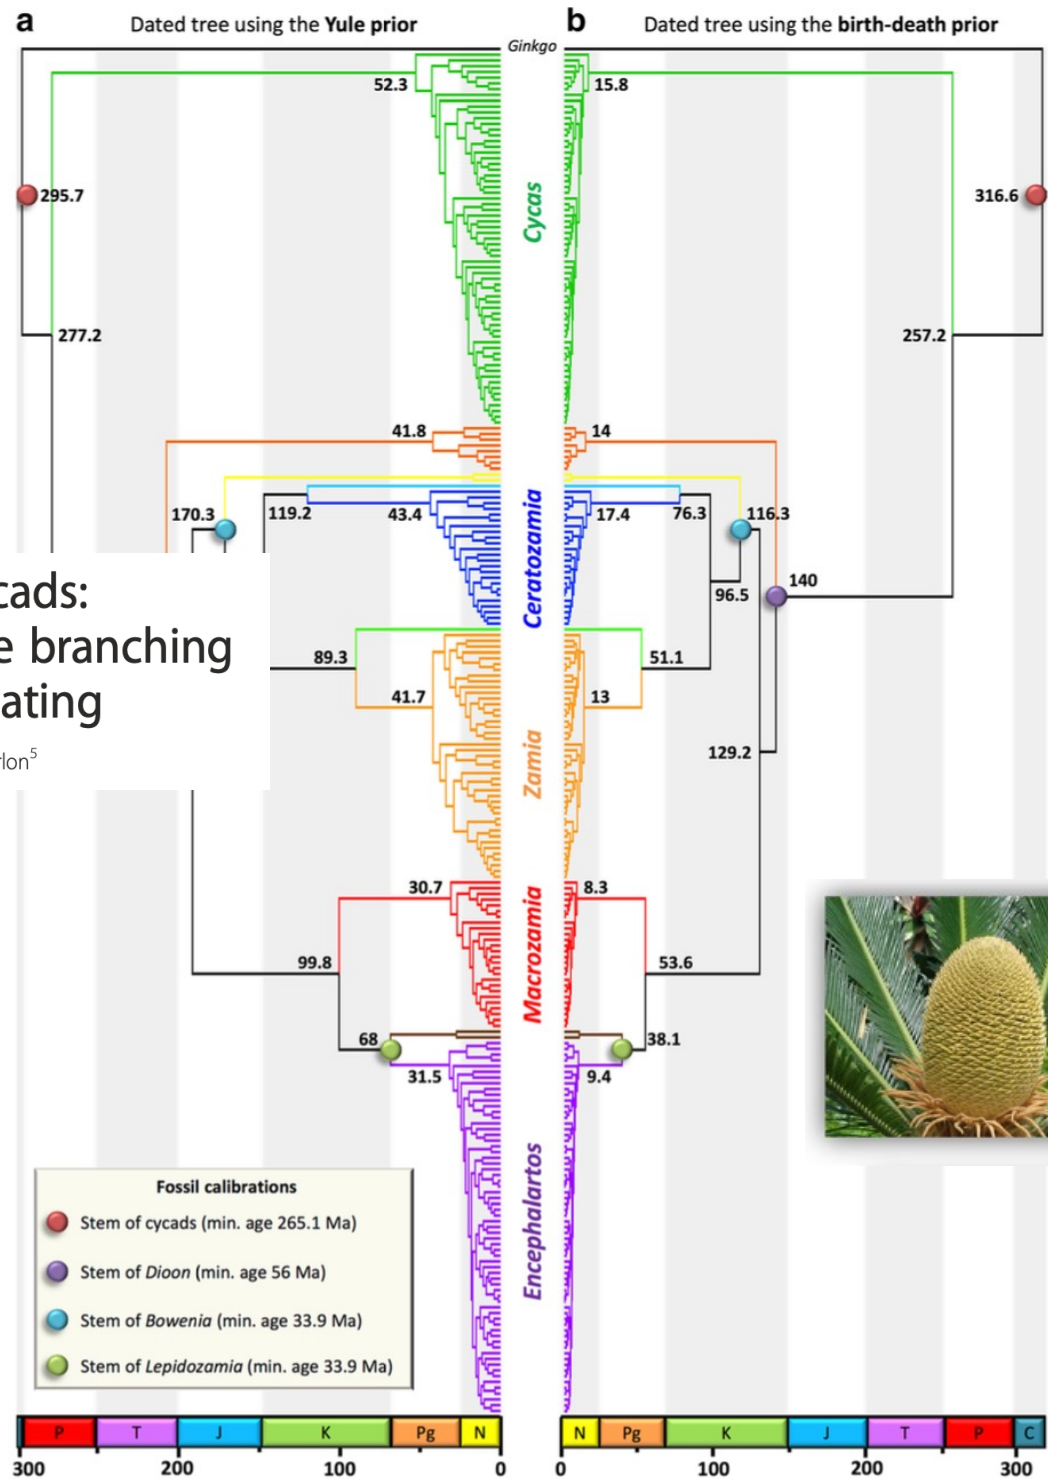 a
Dated tree using the Yule prior
b
Dated tree using the birth-death prior
Ginkgo
52.3
15.8
Cycas
295.7
316.6
277.2
257.2
41.8
14
170.3
119.2
43.4
Ceratozamia
17.4
76.3
116.3
96.5
140
cads:
e branching
ating
rlon5
89.3
51.1
41.7
13
Zamia
129.2
30.7
8.3
Macrozamia
99.8
53.6
68
38.1
31.5
9.4
Encephalartos
Fossil calibrations
Stem of cycads (min. age 265.1 Ma)
Stem of Dioon (min. age 56 Ma)
Stem of Bowenia (min. age 33.9 Ma)
Stem of Lepidozamia (min. age 33.9 Ma)
P T J K Pg N
N Pg K J T P C
300 200 100 0
0 100 200 300